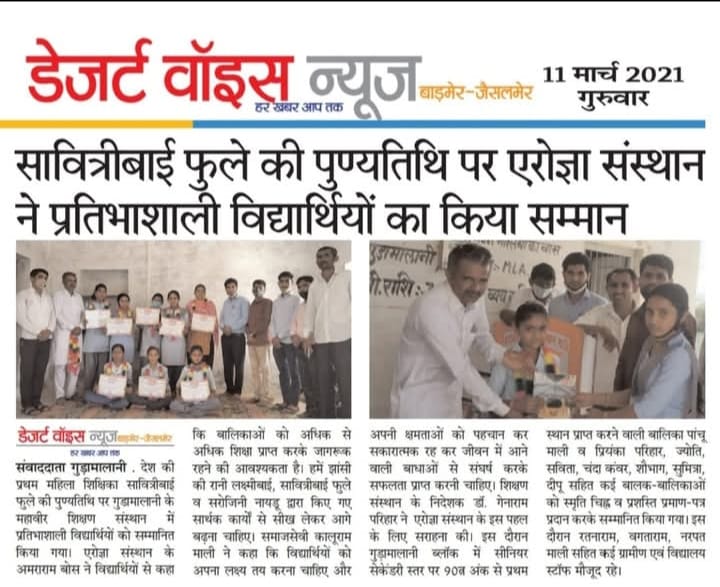 डेजर्ट वॉइस न्यूज
हर खबर आप तक
बाड़मेर-जैसलमेर
11 मार्च 2021
गुरुवार
सावित्रीबाई फुले की पुण्यतिथि पर एरोज्ञा संस्थान
ने प्रतिभाशाली विद्यार्थियों का किया सम्मान
गुड़ामालानी
M.L.A.
डेजर्ट वॉइस न्यूज बाड़मेर-जैसलमेर
हर खबर आप तक
संवाददाता गुड़ामालानी . देश की
प्रथम महिला शिक्षिका सावित्रीबाई
फुले की पुण्यतिथि पर गुड़ामालानी के
महावीर शिक्षण संस्थान में
प्रतिभाशाली विद्यार्थियों को सम्मानित
किया गया। एरोज्ञा संस्थान के
अमराराम बोस ने विद्यार्थियों से कहा
कि बालिकाओं को अधिक से
अधिक शिक्षा प्राप्त करके जागरूक
रहने की आवश्यकता है। हमें झांसी
की रानी लक्ष्मीबाई, सावित्रीबाई फुले
व सरोजिनी नायडू द्वारा किए गए
सार्थक कार्यो से सीख लेकर आगे
बढ़ना चाहिए। समाजसेवी कालूराम
माली ने कहा कि विद्यार्थियों को
अपना लक्ष्य तय करना चाहिए और
अपनी क्षमताओं को पहचान कर
सकारात्मक रह कर जीवन में आने
वाली बाधाओं से संघर्ष करके
सफलता प्राप्त करनी चाहिए। शिक्षण
संस्थान के निदेशक डॉ. गेनाराम
परिहार ने एरोज्ञा संस्थान के इस पहल
के लिए सराहना की। इस दौरान
गुड़ामालानी ब्लॉक में सीनियर
सेकेंडरी स्तर पर 90त्न अंक से प्रथम
स्थान प्राप्त करने वाली बालिका पांचू
माली व प्रियंका परिहार, ज्योति,
सविता, चंदा कंवर, शौभाग, सुमित्रा,
दीपू सहित कई बालक-बालिकाओं
को स्मृति चिह्न व प्रशस्ति प्रमाण-पत्र
प्रदान करके सम्मानित किया गया। इस
दौरान रतनाराम, वगताराम, नरपत
माली सहित कई ग्रामीण एवं विद्यालय
स्टॉफ मौजूद रहे।